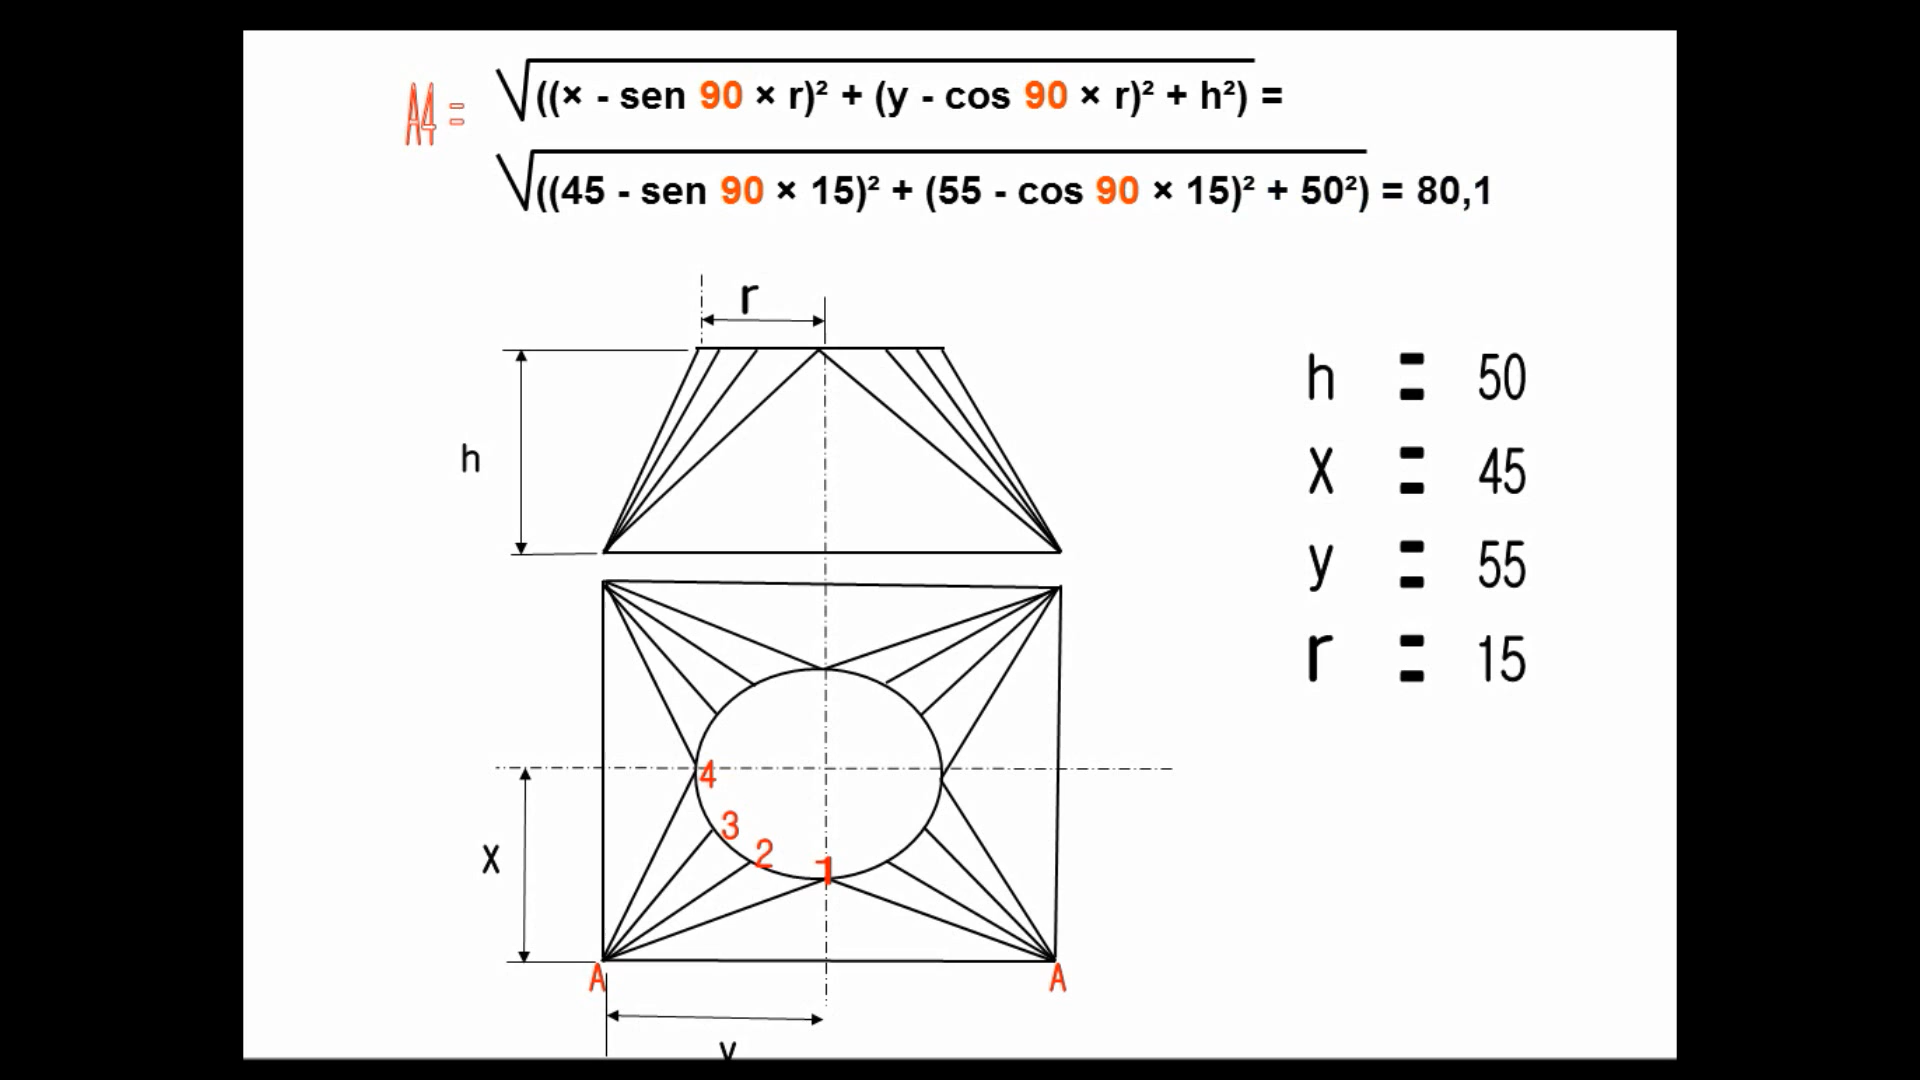 A4 = √((x - sen 90 × r)² + (y - cos 90 × r)² + h²) =
√((45 - sen 90 × 15)² + (55 - cos 90 × 15)² + 50²) = 80,1
r
h
h = 50
x = 45
y = 55
r = 15
4
3
2
1
x
A A
y